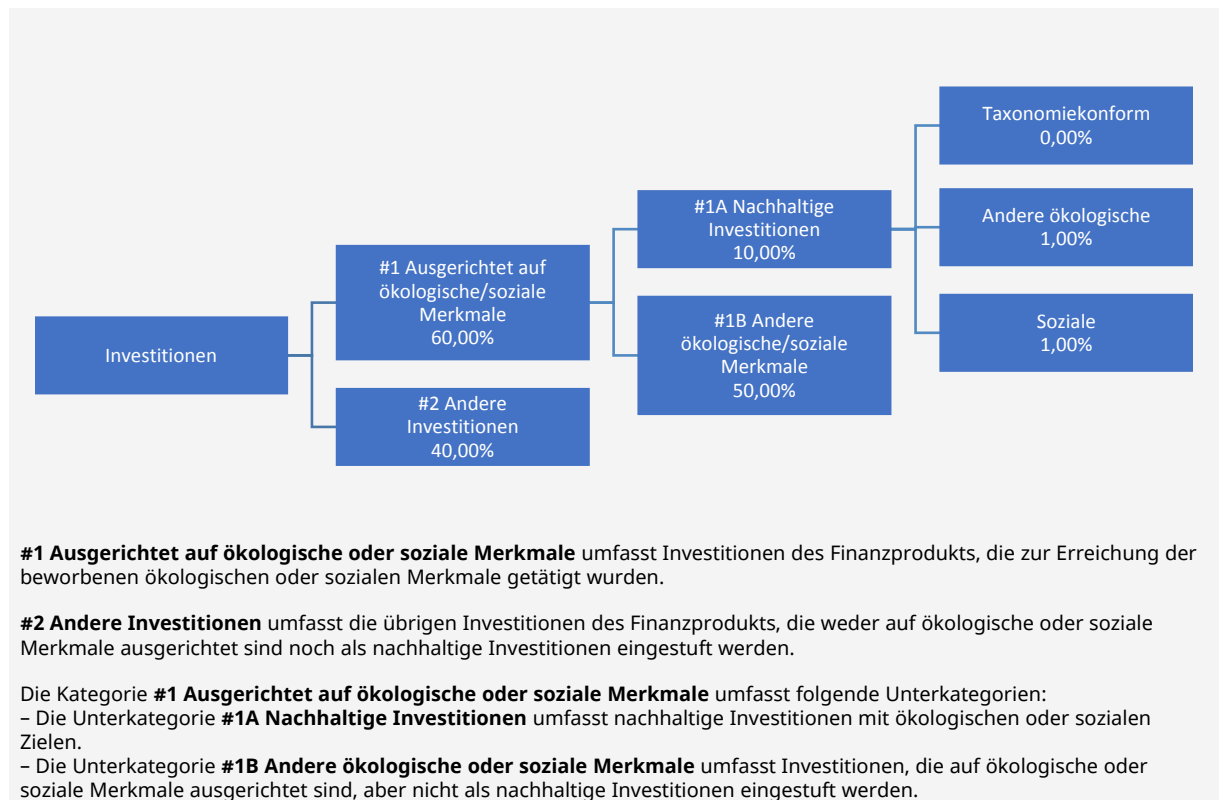 Investitionen
#1 Ausgerichtet auf
ökologische/soziale
Merkmale
60,00%
#2 Andere
Investitionen
40,00%
#1A Nachhaltige
Investitionen
10,00%
#1B Andere
ökologische/soziale
Merkmale
50,00%
Taxonomiekonform
0,00%
Andere ökologische
1,00%
Soziale
1,00%
#1 Ausgerichtet auf ökologische oder soziale Merkmale umfasst Investitionen des Finanzprodukts, die zur Erreichung der
beworbenen ökologischen oder sozialen Merkmale getätigt wurden.
#2 Andere Investitionen umfasst die übrigen Investitionen des Finanzprodukts, die weder auf ökologische oder soziale
Merkmale ausgerichtet sind noch als nachhaltige Investitionen eingestuft werden.
Die Kategorie #1 Ausgerichtet auf ökologische oder soziale Merkmale umfasst folgende Unterkategorien:
– Die Unterkategorie #1A Nachhaltige Investitionen umfasst nachhaltige Investitionen mit ökologischen oder sozialen
Zielen.
– Die Unterkategorie #1B Andere ökologische oder soziale Merkmale umfasst Investitionen, die auf ökologische oder
soziale Merkmale ausgerichtet sind, aber nicht als nachhaltige Investitionen eingestuft werden.